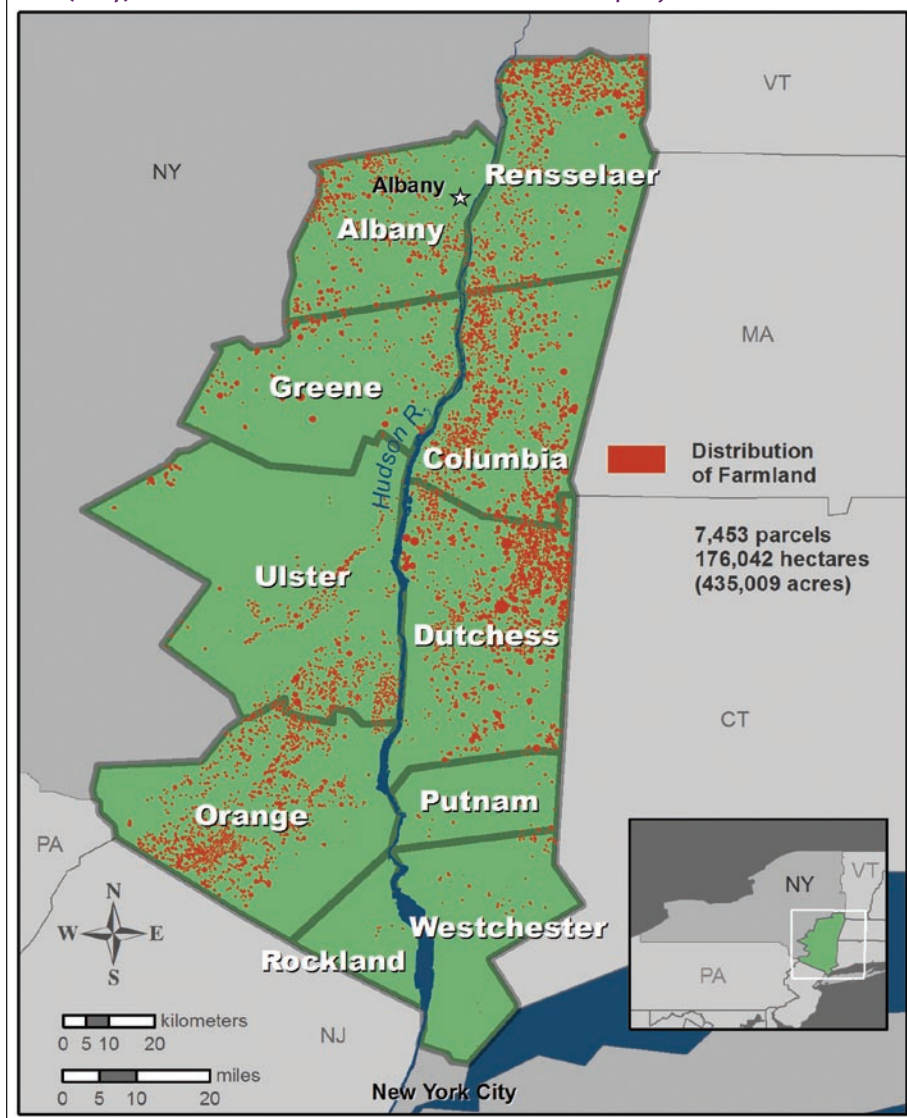 VT
NY
Rensselaer
Albany
Albany
MA
Greene
Hudson R.
Columbia
Distribution
of Farmland
7,453 parcels
176,042 hectares
(435,009 acres)
Ulster
Dutchess
CT
Orange
Putnam
PA
N
W E
S
Westchester
Rockland
NY
VT
PA
kilometers
0 5 10 20
NJ
miles
0 5 10 20
New York City